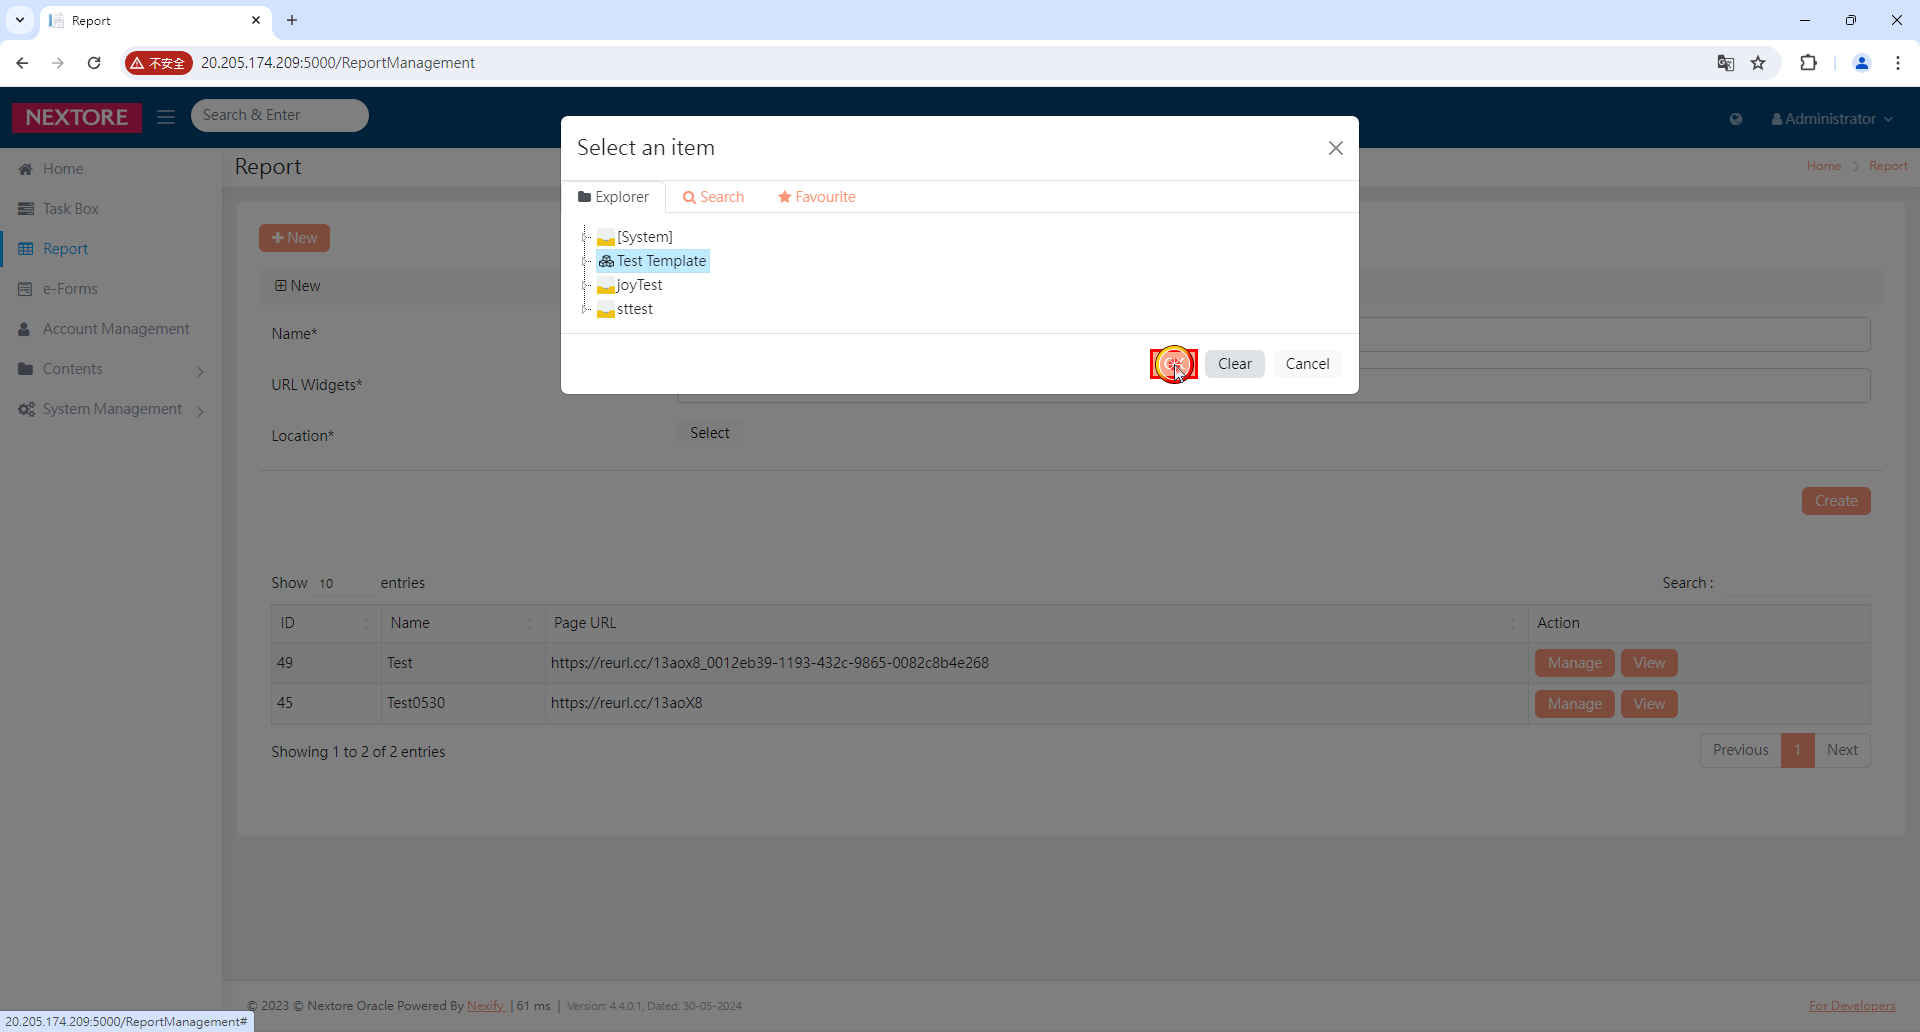 Report
不安全
20.205.174.209:5000/ReportManagement
NEXTORE
Search & Enter
Administrator
Home
Task Box
Report
e-Forms
Account Management
Contents
System Management
Report
Home
Report
New
New
Name*
URL Widgets*
Location*
Select
Create
Select an item
Explorer
Search
Favourite
[System]
Test Template
joyTest
sttest
Clear
Cancel
Show 10 entries
Search :
ID Name Page URL Action
49 Test https://reurl.cc/13aox8_0012eb39-1193-432c-9865-0082c8b4e268 Manage View
45 Test0530 https://reurl.cc/13aoX8 Manage View
Showing 1 to 2 of 2 entries
Previous 1 Next
© 2023 © Nextore Oracle Powered By Nexify | 61 ms | Version: 4.4.0.1, Dated: 30-05-2024
For Developers
20.205.174.209:5000/ReportManagement#